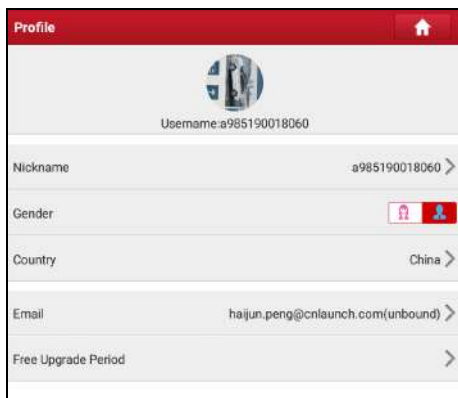 Profile
Username:a985190018060
Nickname a985190018060
Gender
Country China
Email haijun.peng@cnlaunch.com(unbound)
Free Upgrade Period